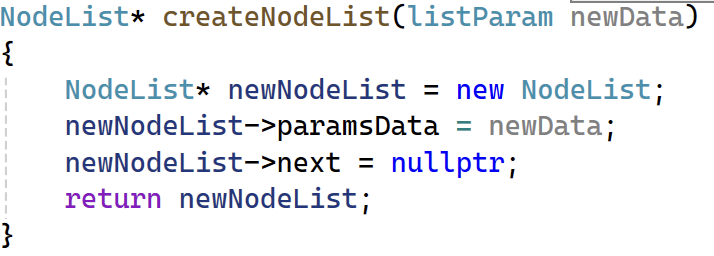 NodeList* createNodeList(listParam newData)
{
    NodeList* newNodeList = new NodeList;
    newNodeList->paramsData = newData;
    newNodeList->next = nullptr;
    return newNodeList;
}